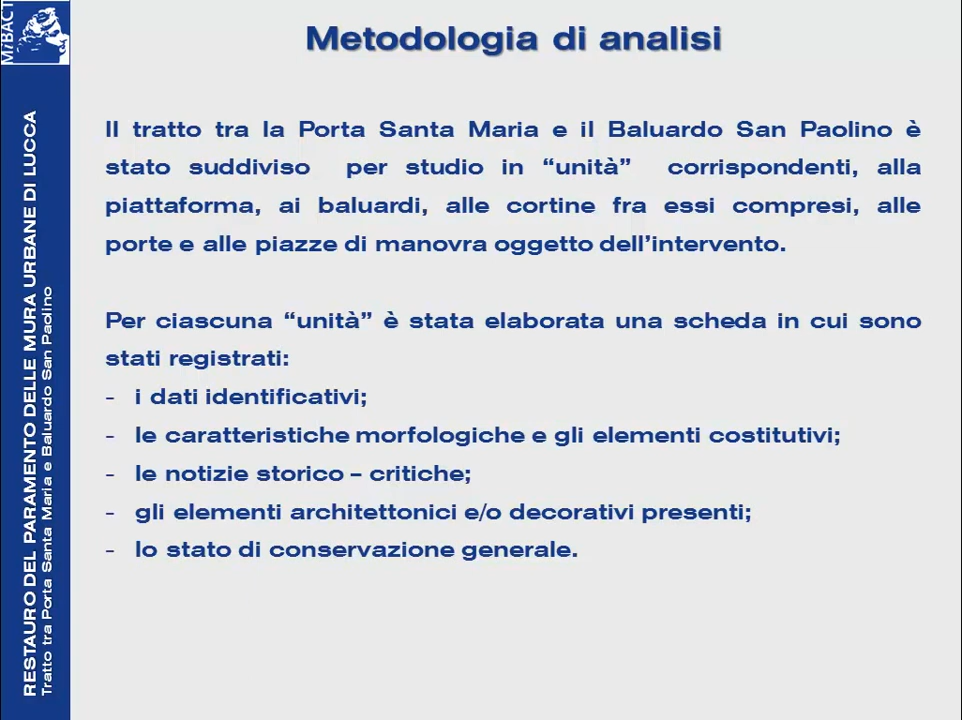 MiBACT
RESTAURO DEL PARAMENTO DELLE MURA URBANE DI LUCCA
Tratto tra Porta Santa Maria e Baluardo San Paolino
Metodologia di analisi
Il tratto tra la Porta Santa Maria e il Baluardo San Paolino è
stato suddiviso per studio in “unità” corrispondenti, alla
piattaforma, ai baluardi, alle cortine fra essi compresi, alle
porte e alle piazze di manovra oggetto dell’intervento.
Per ciascuna “unità” è stata elaborata una scheda in cui sono
stati registrati:
- i dati identificativi;
- le caratteristiche morfologiche e gli elementi costitutivi;
- le notizie storico – critiche;
- gli elementi architettonici e/o decorativi presenti;
- lo stato di conservazione generale.